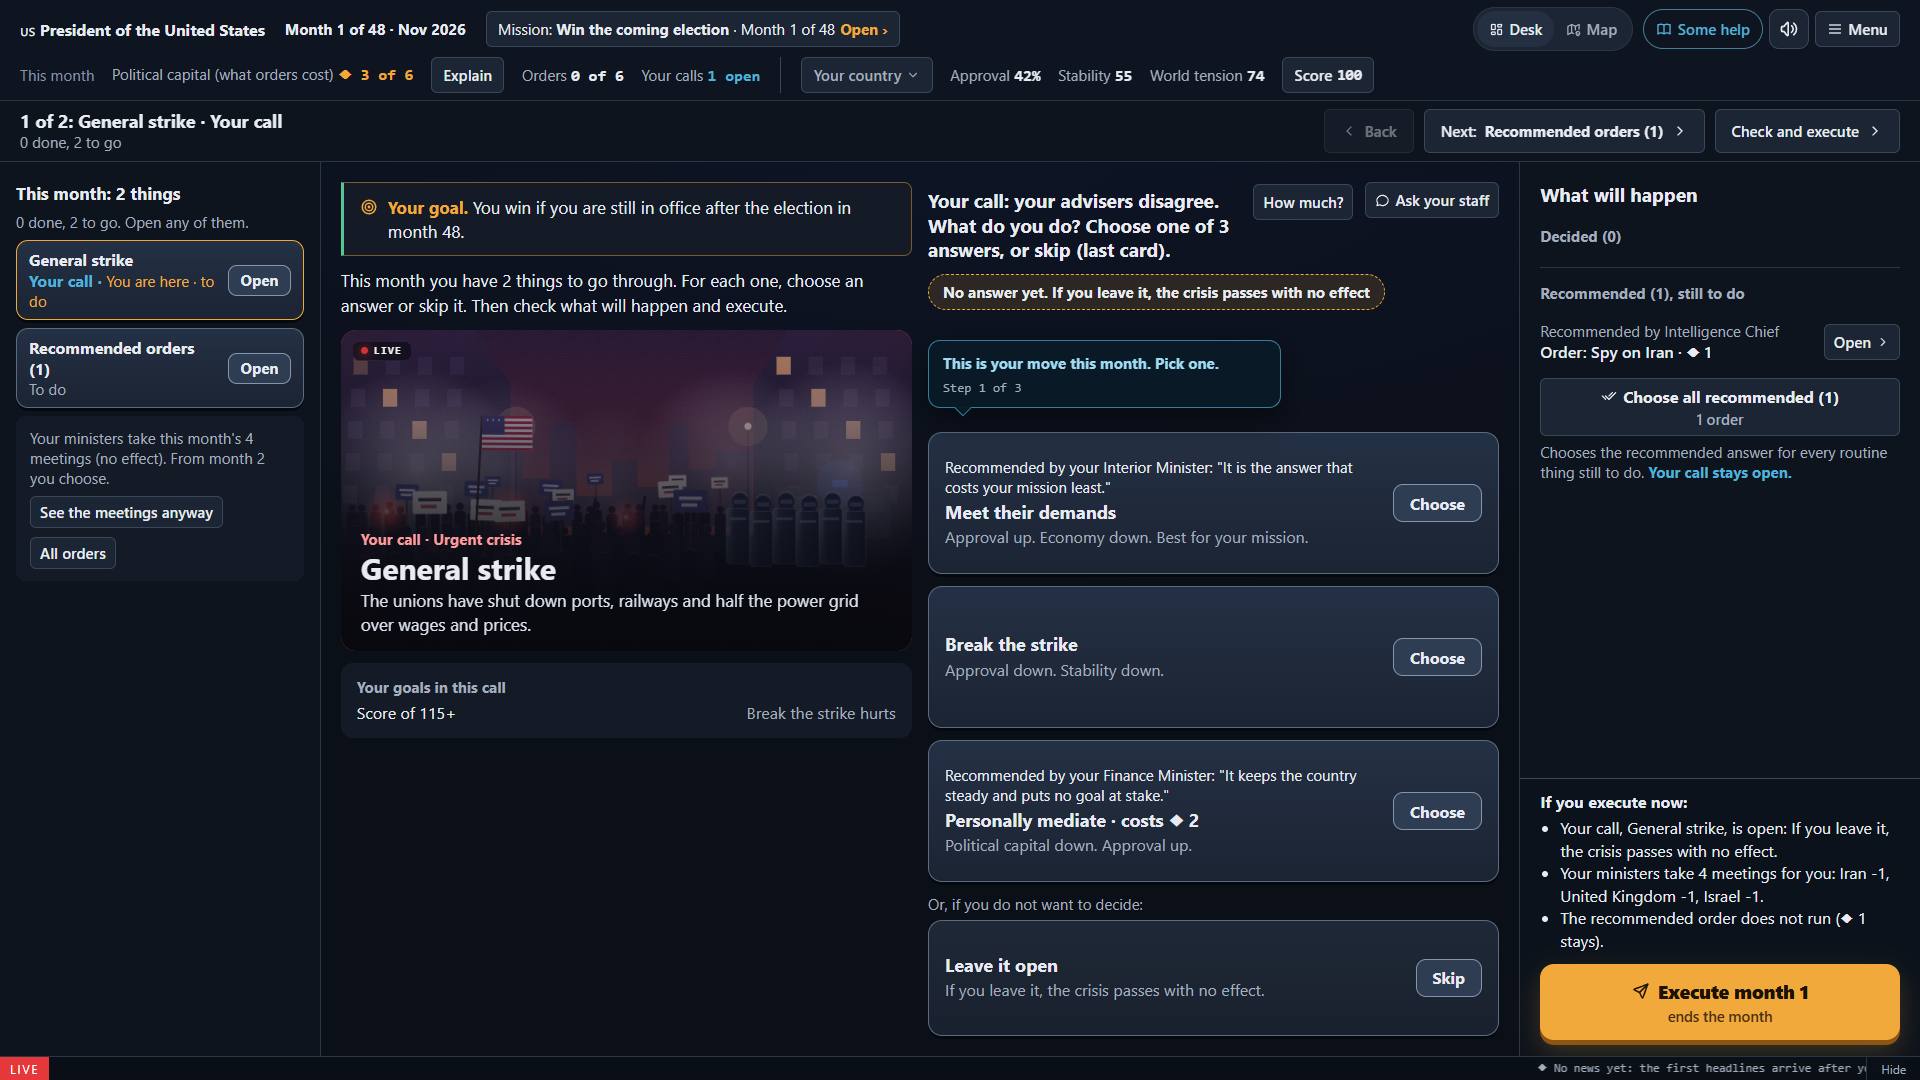 US President of the United States
Month 1 of 48 · Nov 2026
Mission: Win the coming election · Month 1 of 48 Open ›
Desk
Map
Some help
Menu
This month
Political capital (what orders cost) ◆ 3 of 6
Explain
Orders 0 of 6
Your calls 1 open
Your country
Approval 42%
Stability 55
World tension 74
Score 100
1 of 2: General strike · Your call
0 done, 2 to go
Back
Next: Recommended orders (1)
Check and execute
This month: 2 things
0 done, 2 to go. Open any of them.
General strike
Your call · You are here · to
do
Open
Recommended orders
(1)
To do
Open
Your ministers take this month's 4
meetings (no effect). From month 2
you choose.
See the meetings anyway
All orders
Your goal. You win if you are still in office after the election in
month 48.
This month you have 2 things to go through. For each one, choose an
answer or skip it. Then check what will happen and execute.
LIVE
Your call · Urgent crisis
General strike
The unions have shut down ports, railways and half the power grid
over wages and prices.
Your goals in this call
Score of 115+
Break the strike hurts
Your call: your advisers disagree.
What do you do? Choose one of 3
answers, or skip (last card).
How much?
Ask your staff
No answer yet. If you leave it, the crisis passes with no effect
This is your move this month. Pick one.
Step 1 of 3
Recommended by your Interior Minister: "It is the answer that
costs your mission least."
Meet their demands
Approval up. Economy down. Best for your mission.
Choose
Break the strike
Approval down. Stability down.
Choose
Recommended by your Finance Minister: "It keeps the country
steady and puts no goal at stake."
Personally mediate · costs ◆ 2
Political capital down. Approval up.
Choose
Or, if you do not want to decide:
Leave it open
If you leave it, the crisis passes with no effect.
Skip
What will happen
Decided (0)
Recommended (1), still to do
Recommended by Intelligence Chief
Order: Spy on Iran · ◆ 1
Open
Choose all recommended (1)
1 order
Chooses the recommended answer for every routine
thing still to do. Your call stays open.
If you execute now:
• Your call, General strike, is open: If you leave it,
the crisis passes with no effect.
• Your ministers take 4 meetings for you: Iran -1,
United Kingdom -1, Israel -1.
• The recommended order does not run (◆ 1
stays).
Execute month 1
ends the month
LIVE
◆ No news yet: the first headlines arrive after
Hide